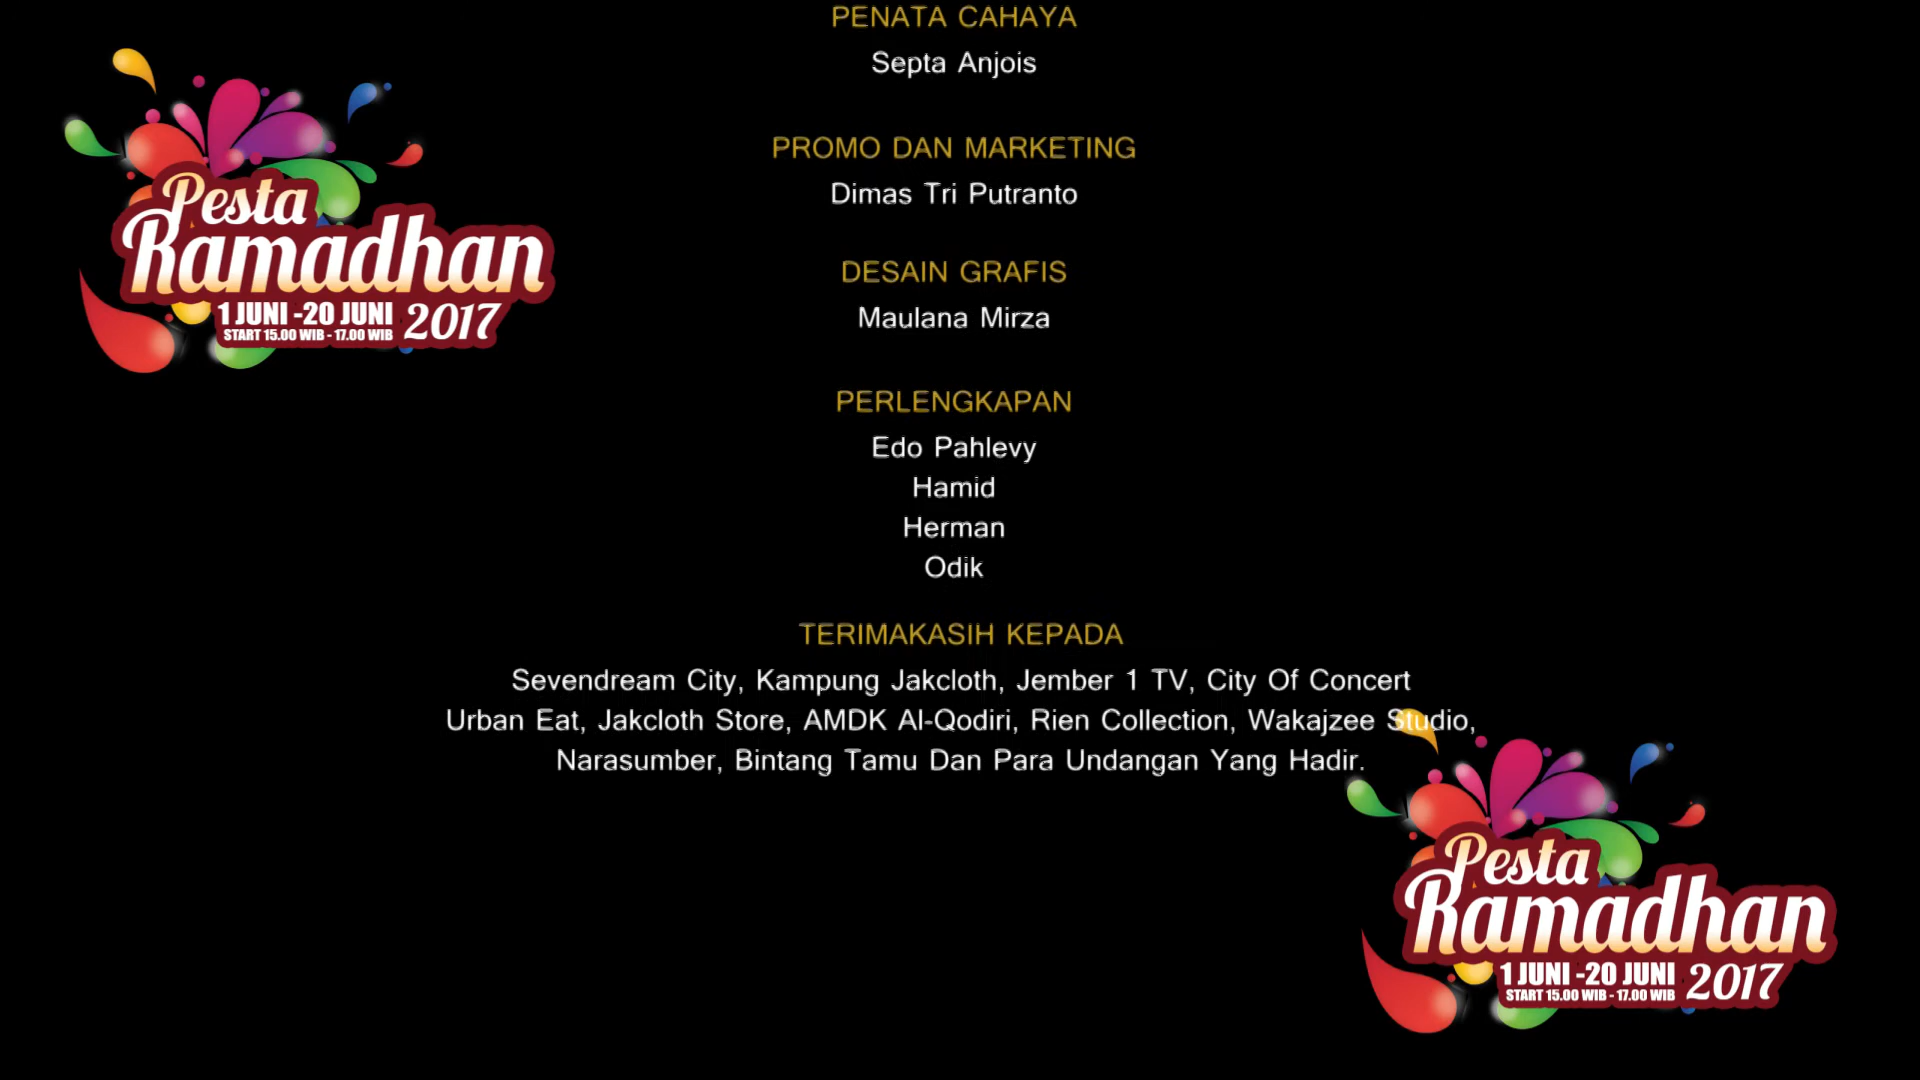 PENATA CAHAYA
Septa Anjois
PROMO DAN MARKETING
Dimas Tri Putranto
DESAIN GRAFIS
Maulana Mirza
PERLENGKAPAN
Edo Pahlevy
Hamid
Herman
Odik
TERIMAKASIH KEPADA
Sevendream City, Kampung Jakcloth, Jember 1 TV, City Of Concert
Urban Eat, Jakcloth Store, AMDK Al-Qodiri, Rien Collection, Wakajzee Studio,
Narasumber, Bintang Tamu Dan Para Undangan Yang Hadir.
Pesta
Ramadhan
1 JUNI -20 JUNI 2017
START 15.00 WIB - 17.00 WIB
Pesta
Ramadhan
1 JUNI -20 JUNI 2017
START 15.00 WIB - 17.00 WIB